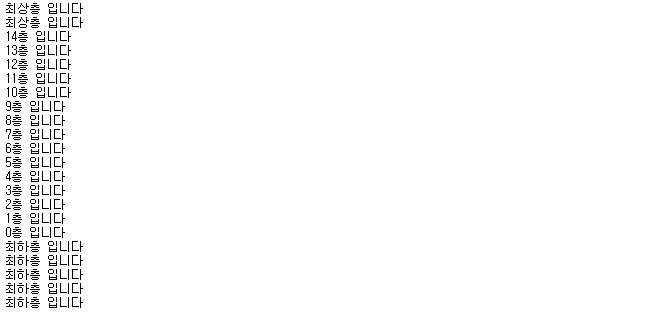 최상층 입니다
최상층 입니다
14층 입니다
13층 입니다
12층 입니다
11층 입니다
10층 입니다
9층 입니다
8층 입니다
7층 입니다
6층 입니다
5층 입니다
4층 입니다
3층 입니다
2층 입니다
1층 입니다
0층 입니다
최하층 입니다
최하층 입니다
최하층 입니다
최하층 입니다
최하층 입니다